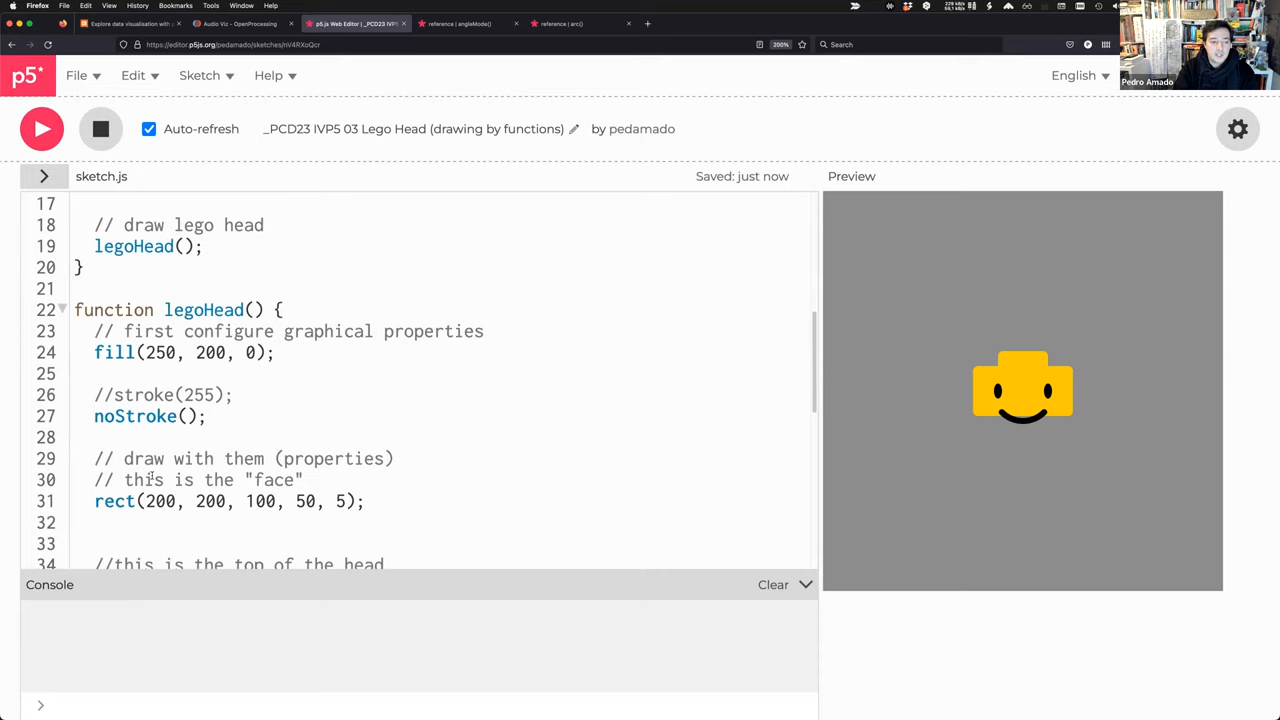 Firefox File Edit View History Bookmarks Tools Window Help
Explore data visualisation with p
Audio Viz - OpenProcessing
p5.js Web Editor | _PCD23 IVP5
reference | angleMode()
reference | arc()
https://editor.p5js.org/pedamado/sketches/nV4RXoQcr
200%
Search
Pedro Amado
p5* File Edit Sketch Help English
Auto-refresh _PCD23 IVP5 03 Lego Head (drawing by functions) by pedamado
> sketch.js Saved: just now Preview
17
18 // draw lego head
19 legoHead();
20 }
21
22 function legoHead() {
23 // first configure graphical properties
24 fill(250, 200, 0);
25
26 //stroke(255);
27 noStroke();
28
29 // draw with them (properties)
30 // this is the "face"
31 rect(200, 200, 100, 50, 5);
32
33
34 //this is the top of the head
Console Clear
>